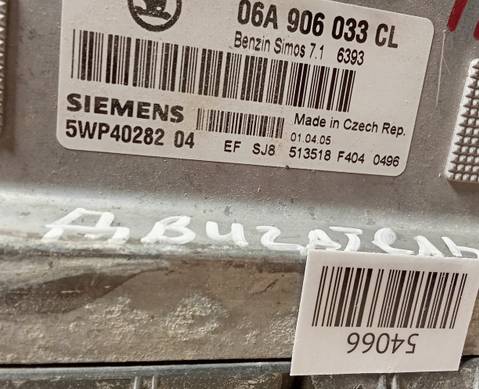 06A 906 033 CL
Benzin Simos 7.1 6393
SIEMENS
Made in Czech Rep.
5WP40282 04
01.04.05
EF SJ8 513518 F404 0496
ДВИГАТЕЛЬ
54066